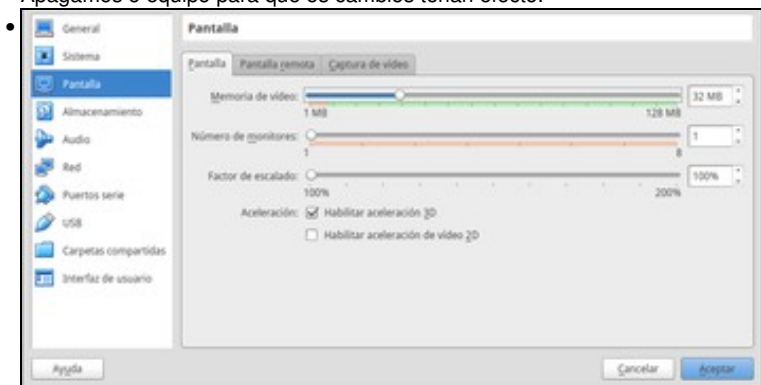 Apagamos o equipo para que os cambios teñan efecto.
General
Sistema
Pantalla
Almacenamiento
Audio
Red
Puertos serie
USB
Carpetas compartidas
Interfaz de usuario
Pantalla
Pantalla Pantalla remota Captura de vídeo
Memoria de vídeo: 32 MB
1 MB 128 MB
Número de monitores: 1
1 8
Factor de escalado: 100%
100% 200%
Aceleración: Habilitar aceleración 3D
Habilitar aceleración de vídeo 2D
Ayuda Cancelar Aceptar